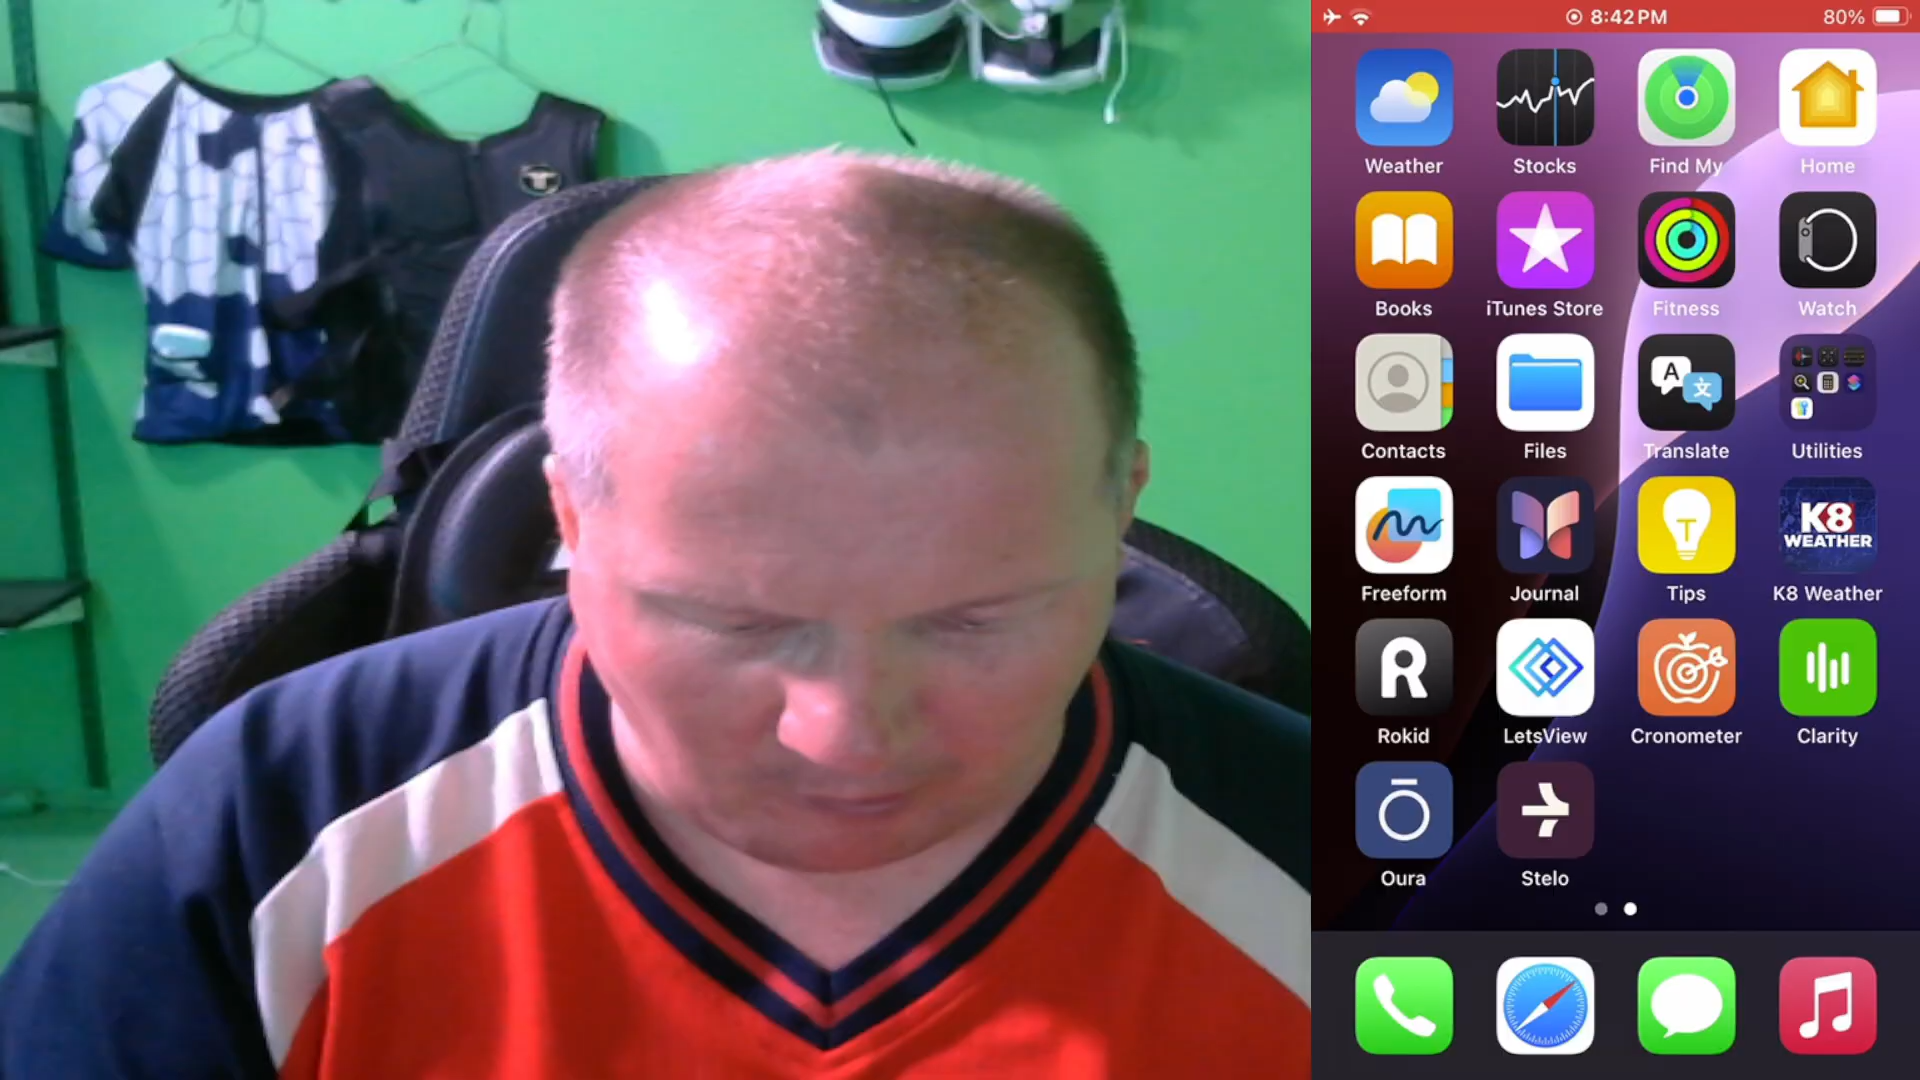 8:42 PM 80%
Weather Stocks Find My Home
Books iTunes Store Fitness Watch
Contacts Files Translate Utilities
K8
WEATHER
Freeform Journal Tips K8 Weather
Rokid LetsView Cronometer Clarity
Oura Stelo